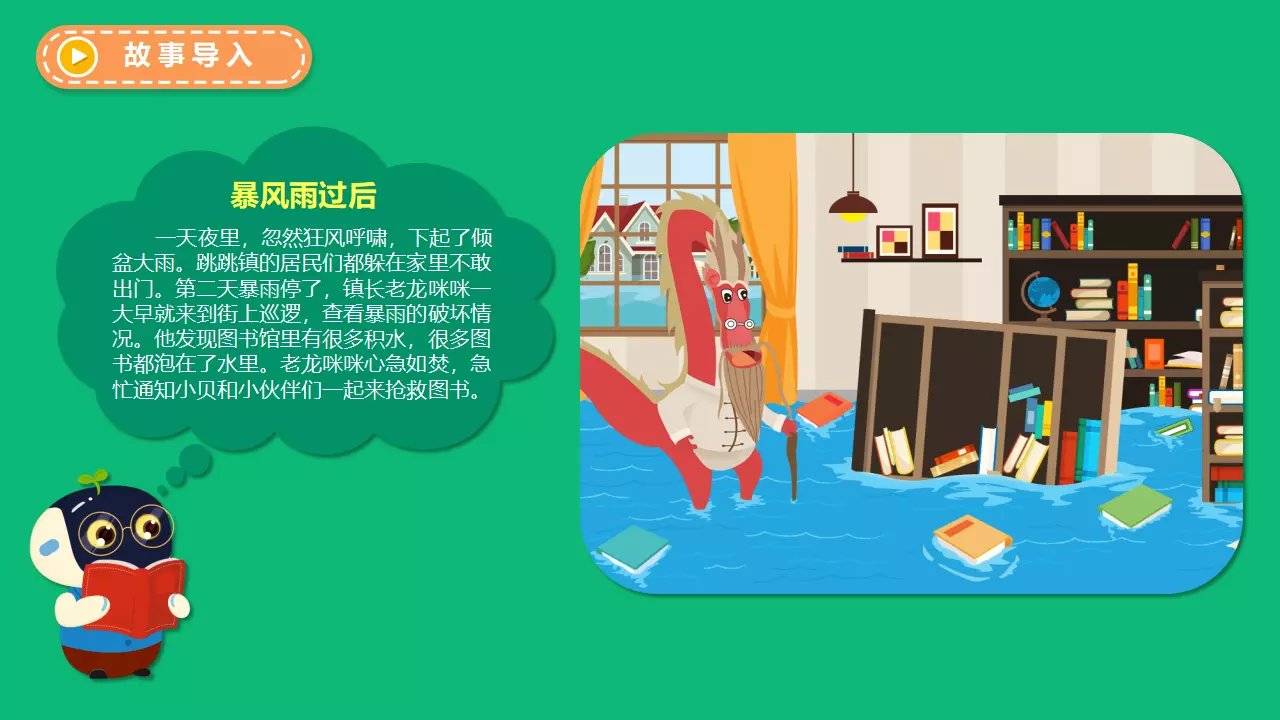 故事导入
暴风雨过后
一天夜里，忽然狂风呼啸，下起了倾
盆大雨。跳跳镇的居民们都躲在家里不敢
出门。第二天暴雨停了，镇长老龙咪咪一
大早就来到街上巡逻，查看暴雨的破坏情
况。他发现图书馆里有很多积水，很多图
书都泡在了水里。老龙咪咪心急如焚，急
忙通知小贝和小伙伴们一起来抢救图书。